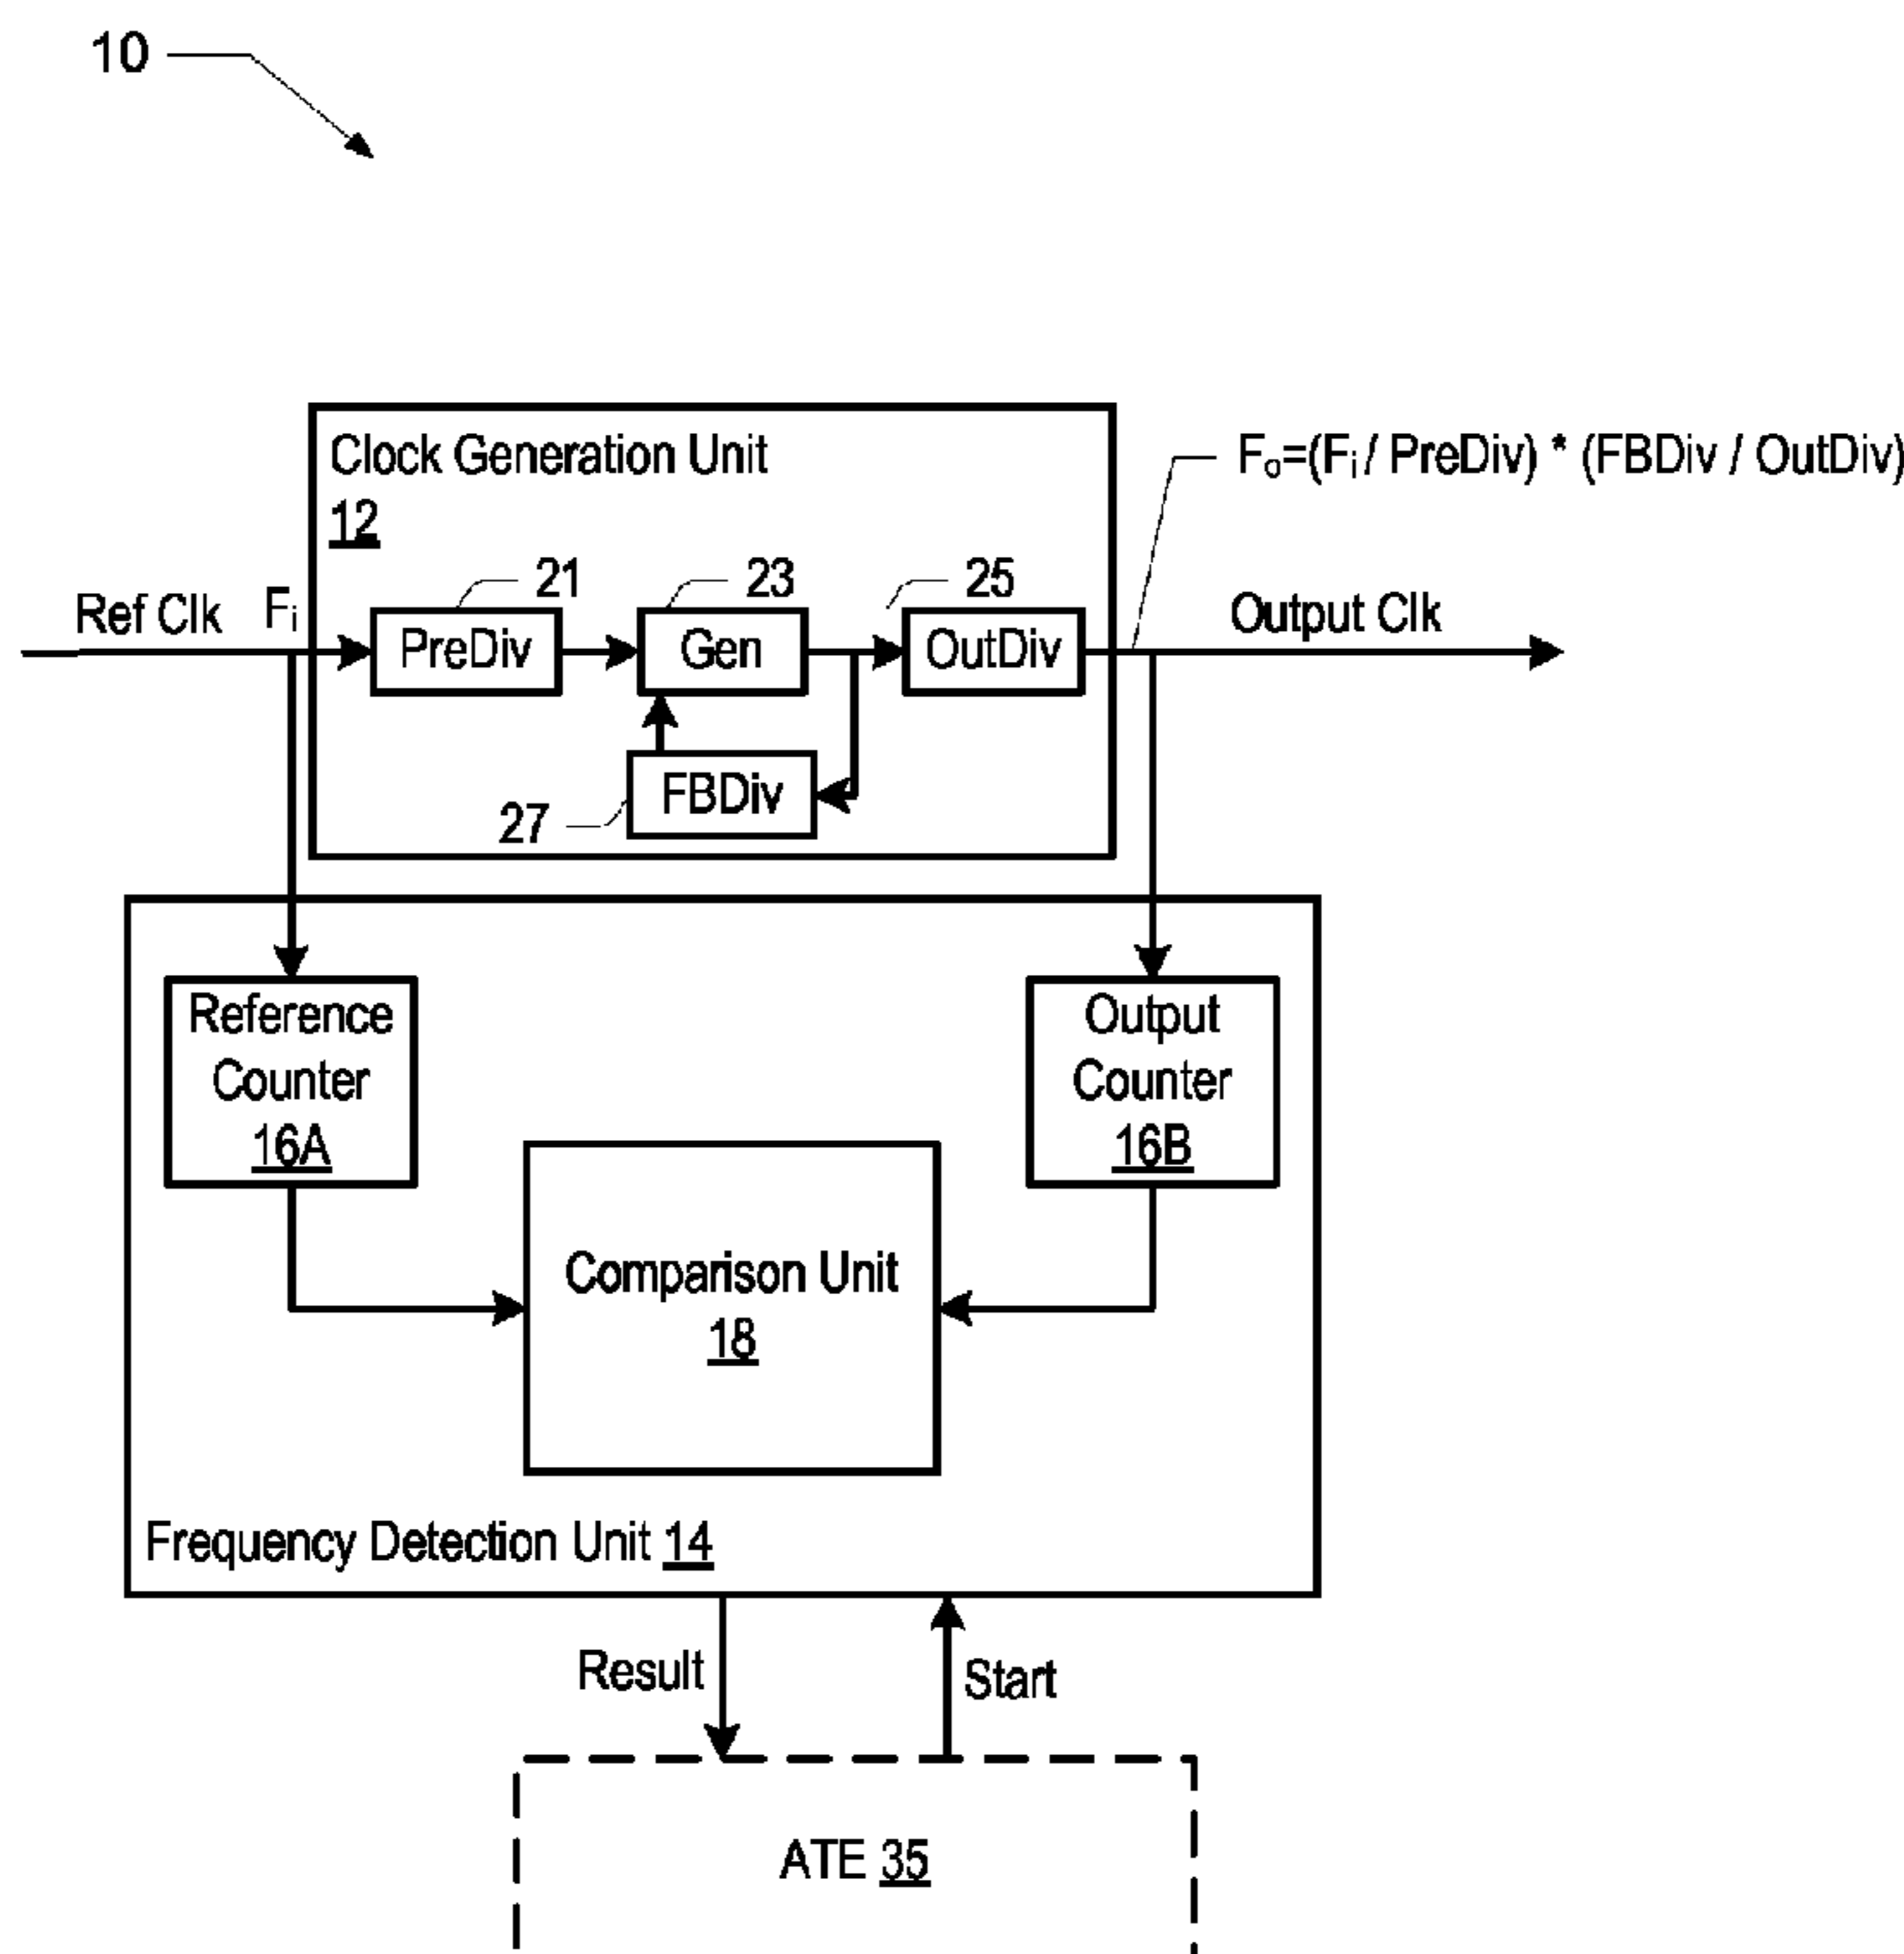 10
Clock Generation Unit
12
Fₒ=(Fᵢ / PreDiv) * (FBDiv / OutDiv)
21
23
25
Ref Clk
Fᵢ
Output Clk
PreDiv
Gen
OutDiv
FBDiv
27
Reference
Counter
16A
Output
Counter
16B
Comparison Unit
18
Frequency Detection Unit 14
Result
Start
ATE 35